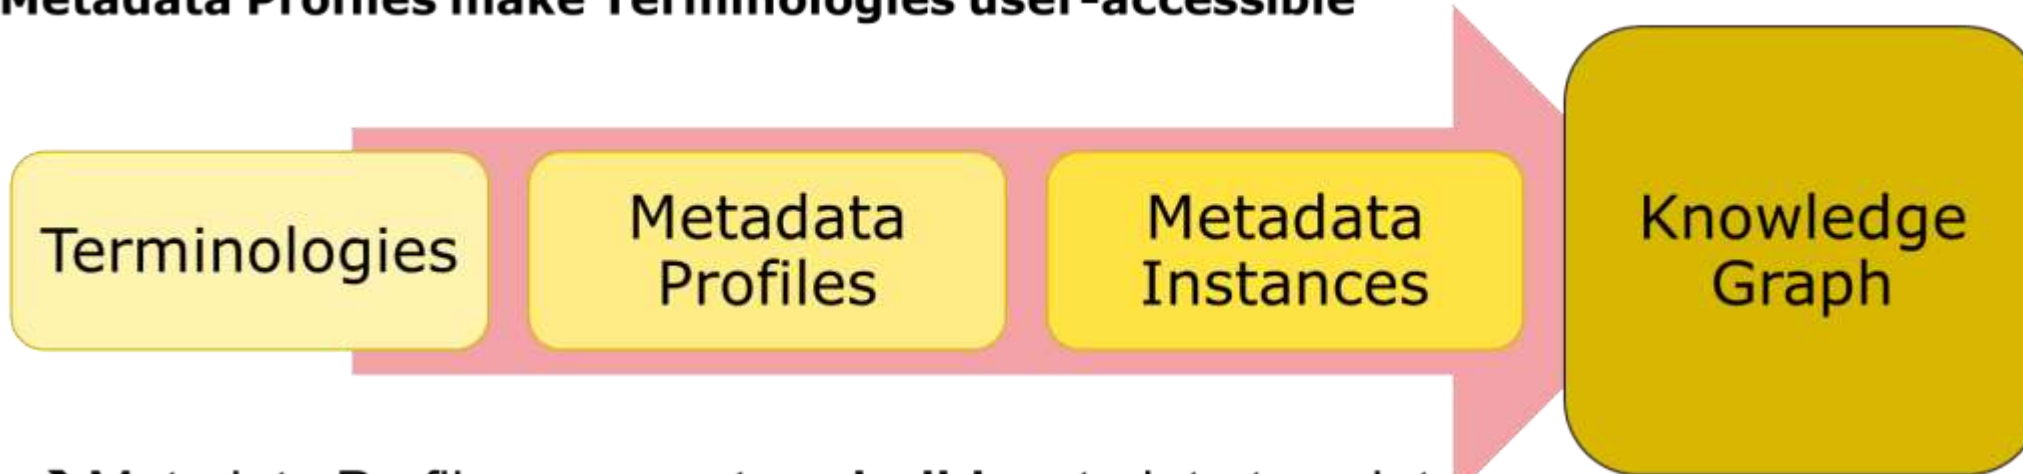 Metadata Profiles make Terminologies user-accessible
Terminologies
Metadata
Profiles
Metadata
Instances
Knowledge
Graph